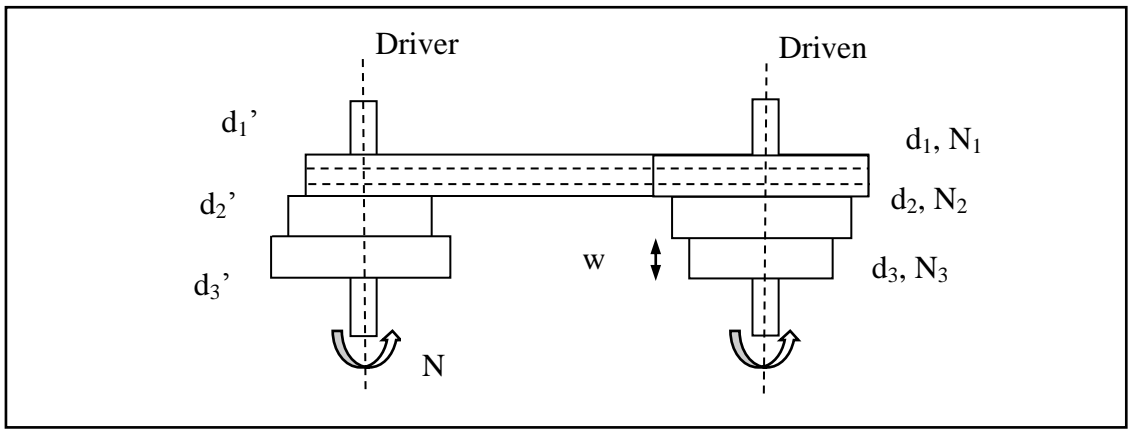 Driver
Driven
d₁’
d₁, N₁
d₂’
d₂, N₂
w
d₃’
d₃, N₃
N